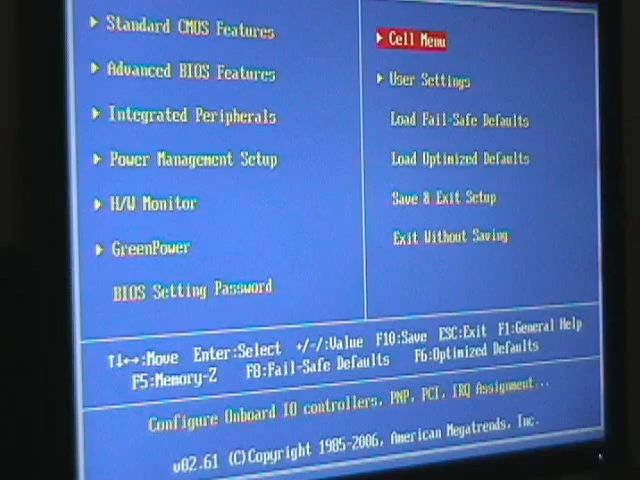 Standard CMOS Features
Advanced BIOS Features
Integrated Peripherals
Power Management Setup
H/W Monitor
GreenPower
BIOS Setting Password
Cell Menu
User Settings
Load Fail-Safe Defaults
Load Optimized Defaults
Save & Exit Setup
Exit Without Saving
↑↓←→:Move Enter:Select +/-/:Value F10:Save ESC:Exit F1:General Help
F5:Memory-Z F8:Fail-Safe Defaults F6:Optimized Defaults
Configure Onboard IO controllers, PNP, PCI, IRQ Assignment...
v02.61 (C)Copyright 1985-2006, American Megatrends, Inc.